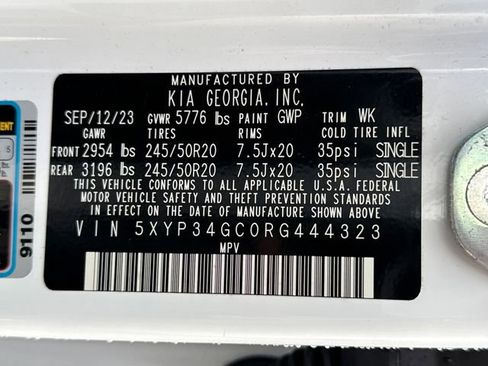 MANUFACTURED BY
KIA GEORGIA, INC.
SEP/12/23 GVWR 5776 lbs PAINT GWP TRIM WK
GAWR TIRES RIMS COLD TIRE INFL
FRONT 2954 lbs 245/50R20 7.5Jx20 35psi SINGLE
REAR 3196 lbs 245/50R20 7.5Jx20 35psi SINGLE
THIS VEHICLE CONFORMS TO ALL APPLICABLE U.S.A. FEDERAL
MOTOR VEHICLE SAFETY AND THEFT PREVENTION STANDARDS IN
EFFECT ON THE DATE OF MANUFACTURE SHOWN ABOVE.
VIN 5XYP34GC0RG444323
MPV
9110